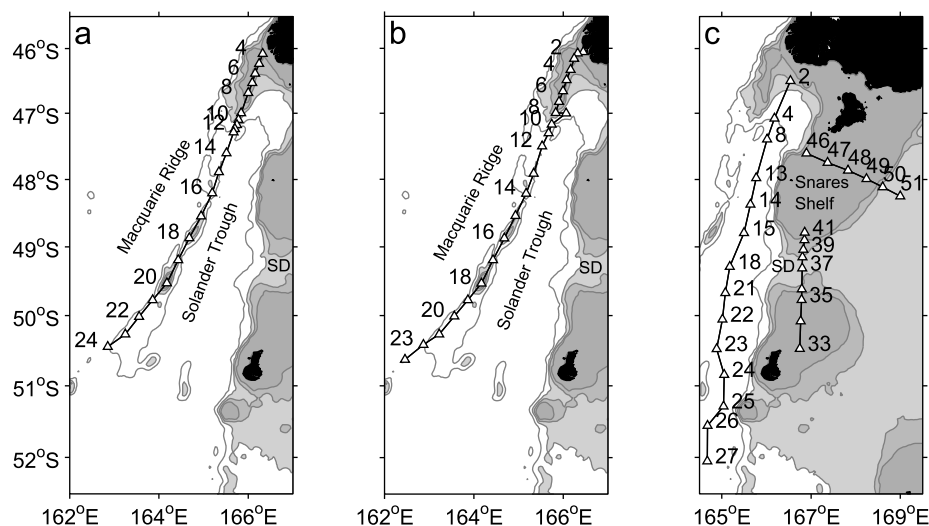 a
46°S
47°S
48°S
49°S
50°S
51°S
52°S
4
6
8
10
12
14
16
18
20
22
24
Macquarie Ridge
Solander Trough
SD
162°E
164°E
166°E
b
2
4
6
8
10
12
14
16
18
20
23
Macquarie Ridge
Solander Trough
SD
162°E
164°E
166°E
c
2
4
8
13
14
15
18
21
22
23
24
25
26
27
46
47
48
49
50
51
Snares
Shelf
SD
41
39
37
35
33
165°E
167°E
169°E